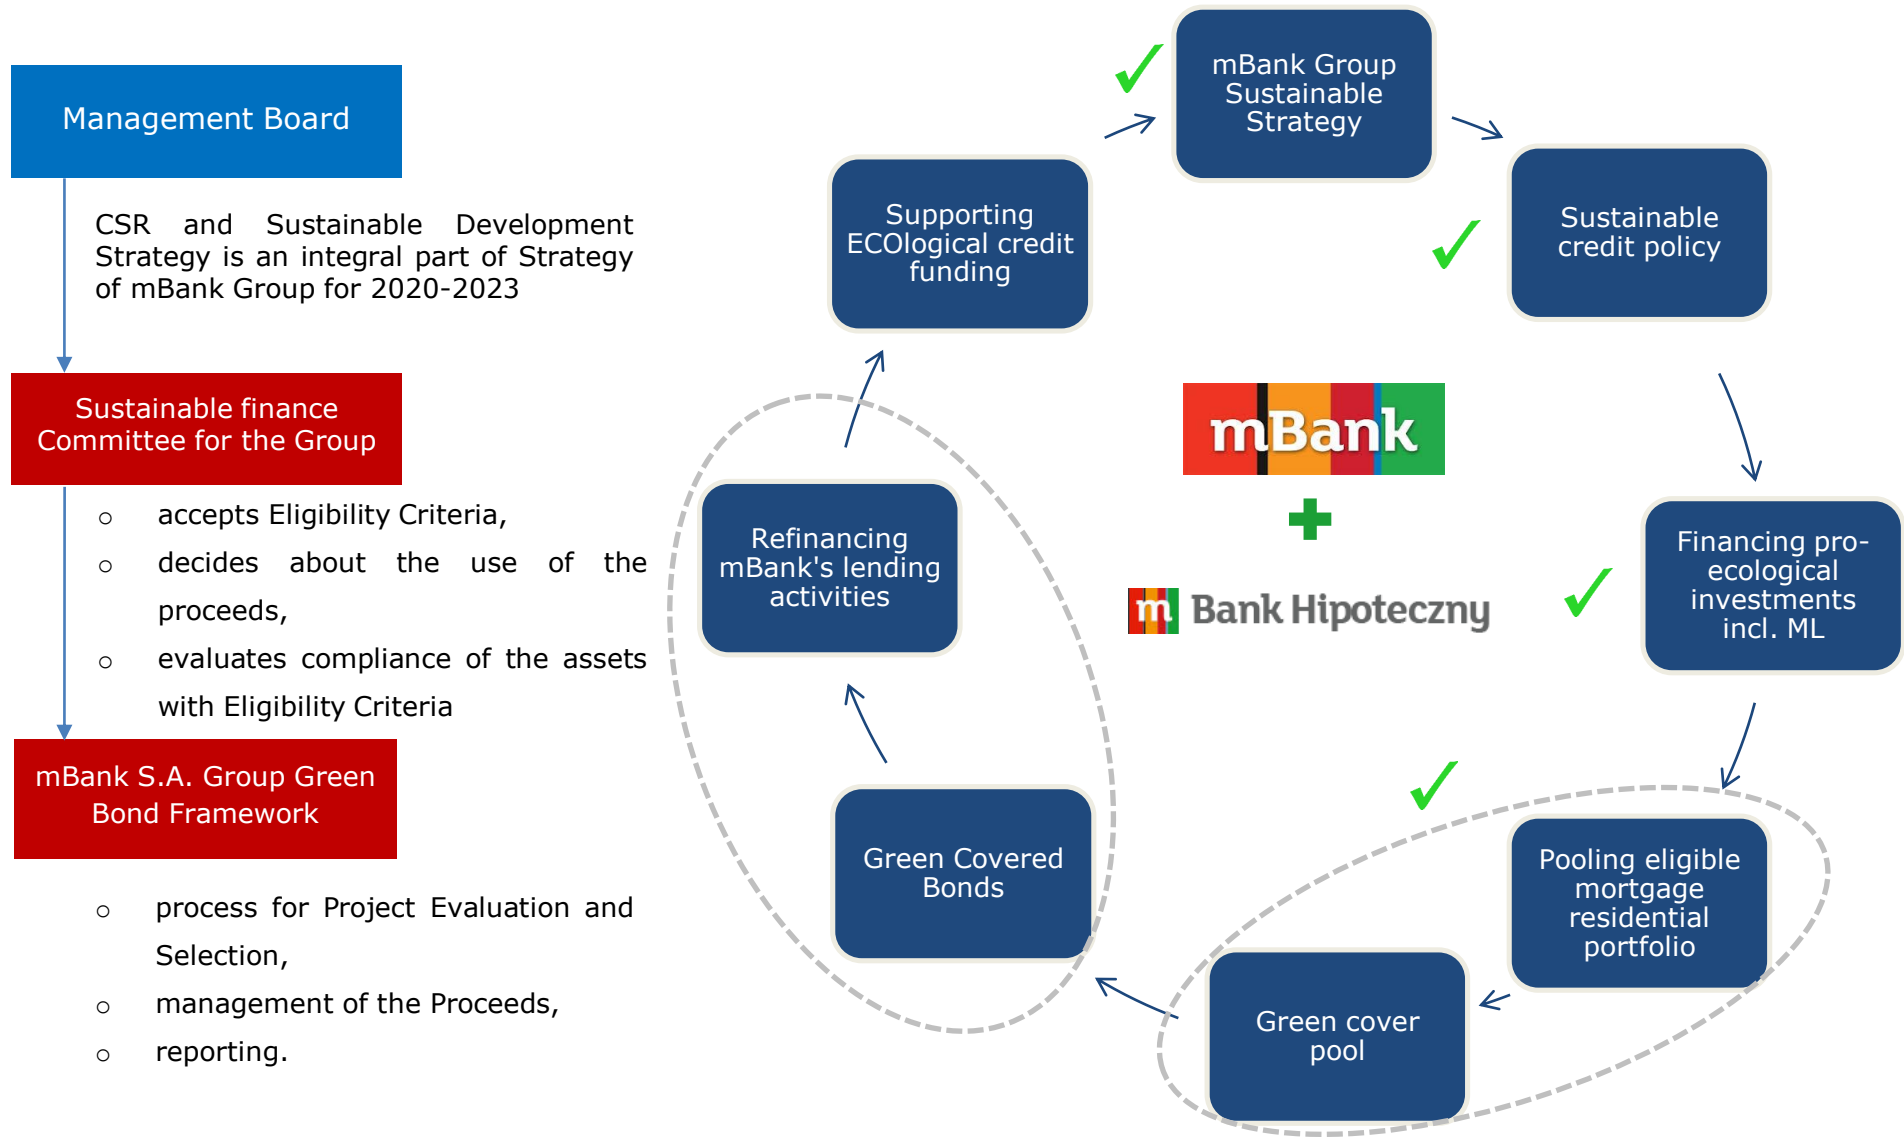 Management Board
CSR and Sustainable Development
Strategy is an integral part of Strategy
of mBank Group for 2020-2023
Sustainable finance
Committee for the Group
o accepts Eligibility Criteria,
o decides about the use of the
proceeds,
o evaluates compliance of the assets
with Eligibility Criteria
mBank S.A. Group Green
Bond Framework
o process for Project Evaluation and
Selection,
o management of the Proceeds,
o reporting.
mBank Group
Sustainable
Strategy
Sustainable
credit policy
Financing pro-
ecological
investments
incl. ML
Pooling eligible
mortgage
residential
portfolio
Green cover
pool
Green Covered
Bonds
Refinancing
mBank's lending
activities
Supporting
ECOlogical credit
funding
mBank
m Bank Hipoteczny